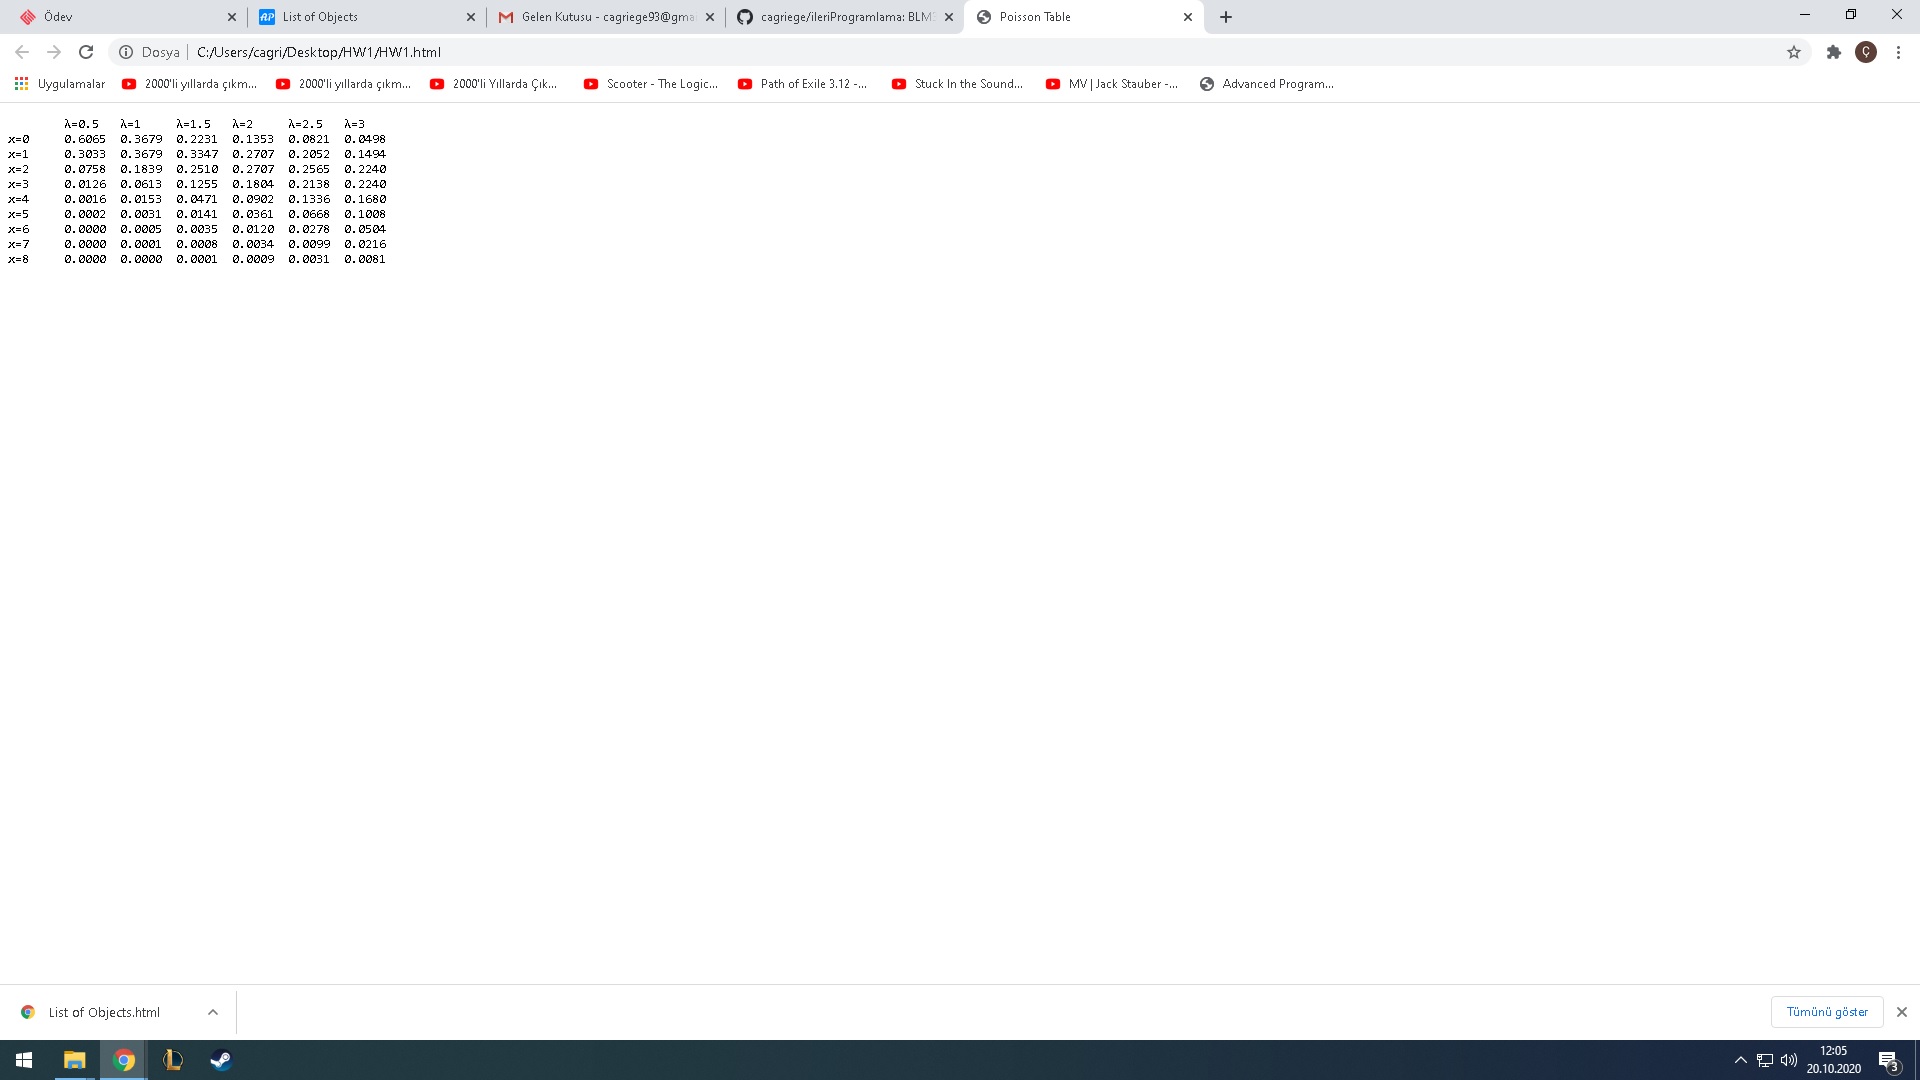 Ödev
List of Objects
Gelen Kutusu - cagriege93@gma
cagriege/ileriProgramlama: BLM
Poisson Table
Dosya
C:/Users/cagri/Desktop/HW1/HW1.html
Ç
Uygulamalar
2000'li yıllarda çıkm...
2000'li yıllarda çıkm...
2000'li Yıllarda Çık...
Scooter - The Logic...
Path of Exile 3.12 -...
Stuck In the Sound...
MV | Jack Stauber -...
Advanced Program...
λ=0.5 λ=1 λ=1.5 λ=2 λ=2.5 λ=3
x=0 0.6065 0.3679 0.2231 0.1353 0.0821 0.0498
x=1 0.3033 0.3679 0.3347 0.2707 0.2052 0.1494
x=2 0.0758 0.1839 0.2510 0.2707 0.2565 0.2240
x=3 0.0126 0.0613 0.1255 0.1804 0.2138 0.2240
x=4 0.0016 0.0153 0.0471 0.0902 0.1336 0.1680
x=5 0.0002 0.0031 0.0141 0.0361 0.0668 0.1008
x=6 0.0000 0.0005 0.0035 0.0120 0.0278 0.0504
x=7 0.0000 0.0001 0.0008 0.0034 0.0099 0.0216
x=8 0.0000 0.0000 0.0001 0.0009 0.0031 0.0081
List of Objects.html
Tümünü göster
12:05
20.10.2020
3